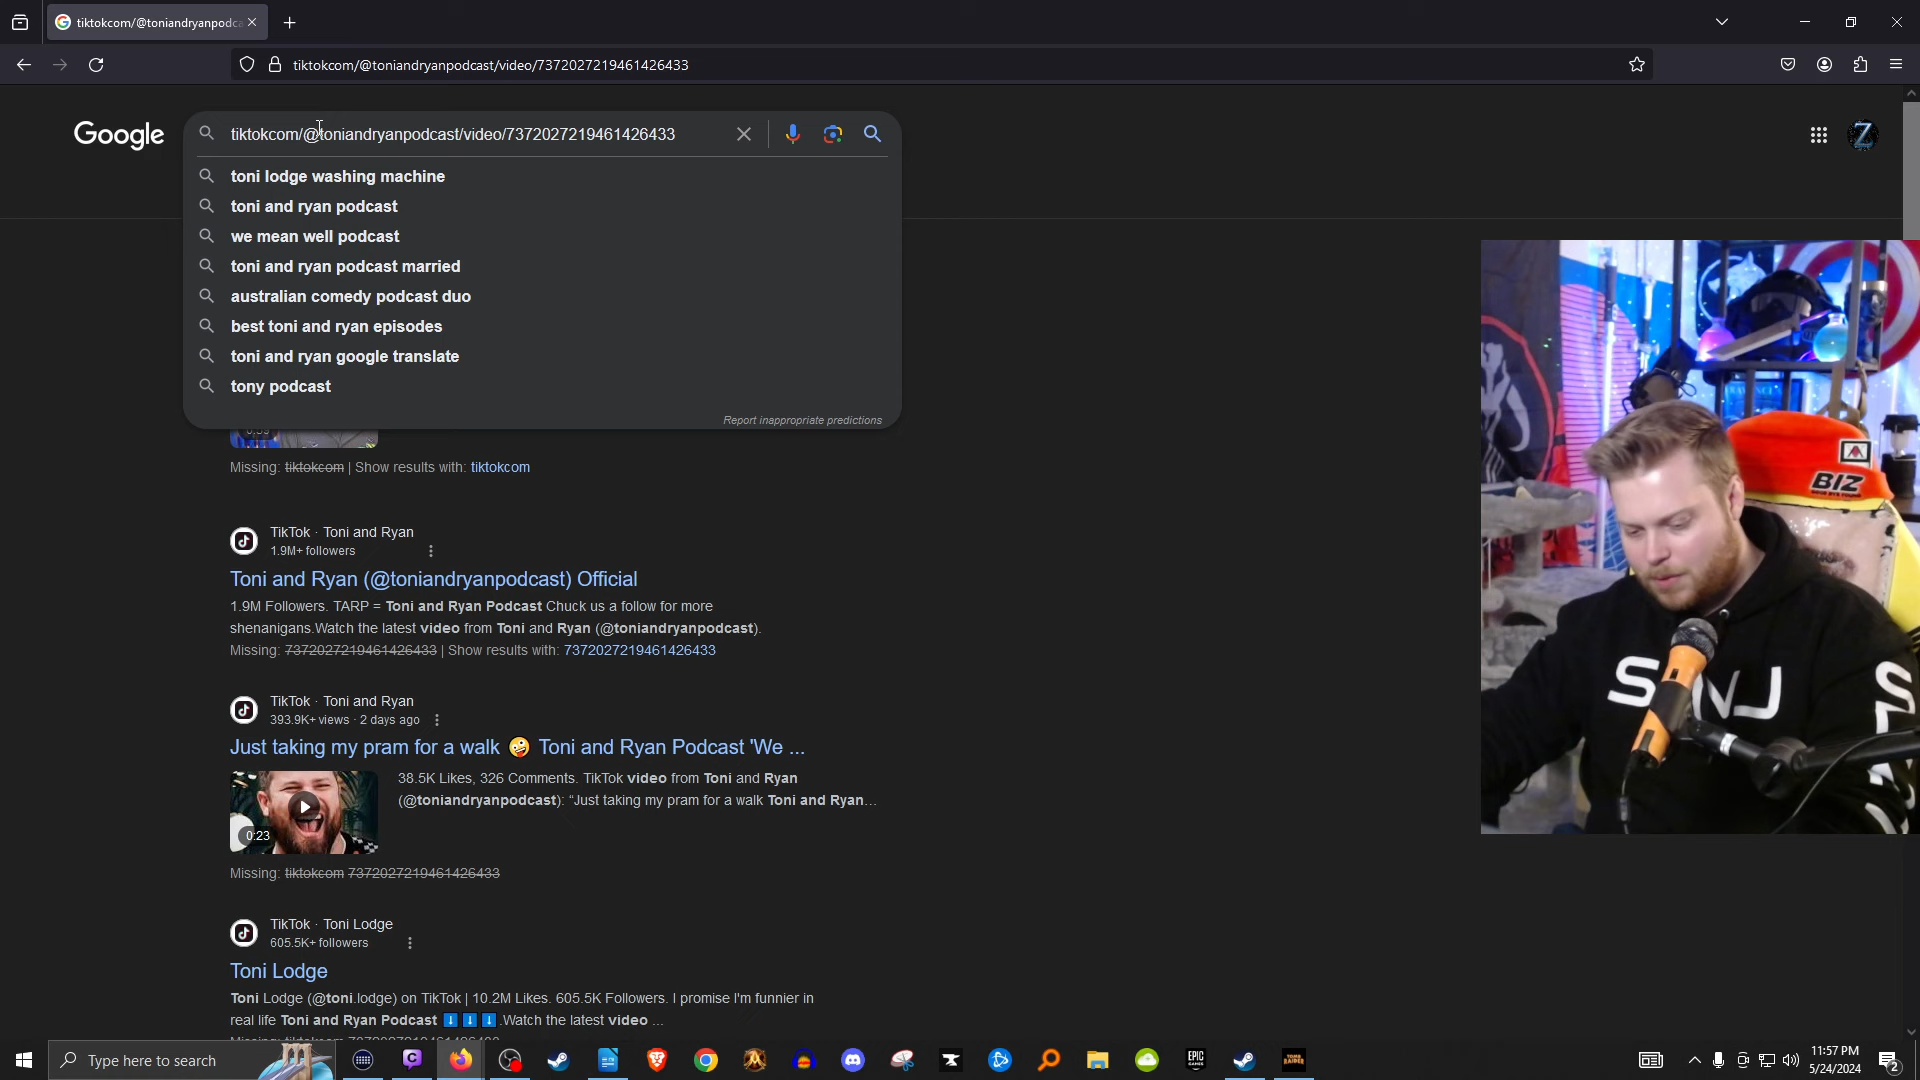 tiktokcom/@toniandryanpodca
tiktokcom/@toniandryanpodcast/video/7372027219461426433
Google
tiktokcom/@toniandryanpodcast/video/7372027219461426433
toni lodge washing machine
toni and ryan podcast
we mean well podcast
toni and ryan podcast married
australian comedy podcast duo
best toni and ryan episodes
toni and ryan google translate
tony podcast
Report inappropriate predictions
0:59
Missing: tiktokcom | Show results with: tiktokcom
TikTok · Toni and Ryan
1.9M+ followers
Toni and Ryan (@toniandryanpodcast) Official
1.9M Followers. TARP = Toni and Ryan Podcast Chuck us a follow for more
shenanigans.Watch the latest video from Toni and Ryan (@toniandryanpodcast).
Missing: 7372027219461426433 | Show results with: 7372027219461426433
TikTok · Toni and Ryan
393.9K+ views · 2 days ago
Just taking my pram for a walk 🤪 Toni and Ryan Podcast 'We ...
38.5K Likes, 326 Comments. TikTok video from Toni and Ryan
(@toniandryanpodcast): “Just taking my pram for a walk Toni and Ryan...
0:23
Missing: tiktokcom 7372027219461426433
TikTok · Toni Lodge
605.5K+ followers
Toni Lodge
Toni Lodge (@toni.lodge) on TikTok | 10.2M Likes. 605.5K Followers. I promise I'm funnier in
real life Toni and Ryan Podcast ⬇️⬇️⬇️.Watch the latest video ...
BIZ
Type here to search
EPIC
GAMES
TOMB
RAIDER
11:57 PM
5/24/2024
2